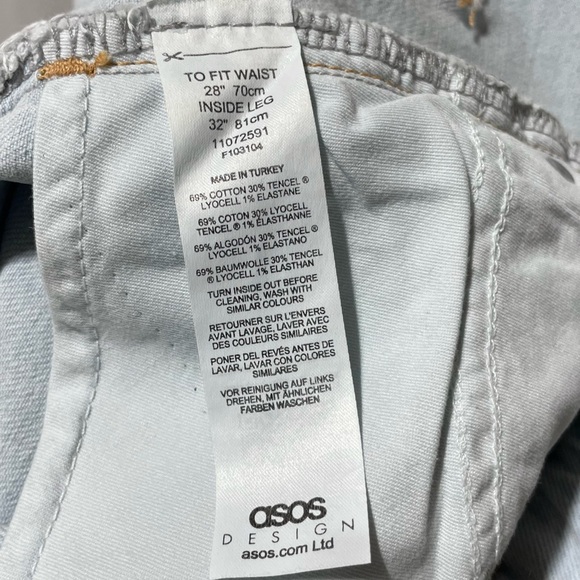 TO FIT WAIST
28" 70cm
INSIDE LEG
32" 81cm
11072591
F103104
MADE IN TURKEY
69% COTTON 30% TENCEL ®
LYOCELL 1% ELASTANE
69% COTON 30% LYOCELL
TENCEL ® 1% ÉLASTHANNE
69% ALGODÓN 30% TENCEL ®
LYOCELL 1% ELASTANO
69% BAUMWOLLE 30% TENCEL
® LYOCELL 1% ELASTHAN
TURN INSIDE OUT BEFORE
CLEANING, WASH WITH
SIMILAR COLOURS
RETOURNER SUR L'ENVERS
AVANT LAVAGE, LAVER AVEC
DES COULEURS SIMILAIRES
PONER DEL REVÉS ANTES DE
LAVAR, LAVAR CON COLORES
SIMILARES
VOR REINIGUNG AUF LINKS
DREHEN, MIT ÄHNLICHEN
FARBEN WASCHEN
asos
DESIGN
asos.com Ltd